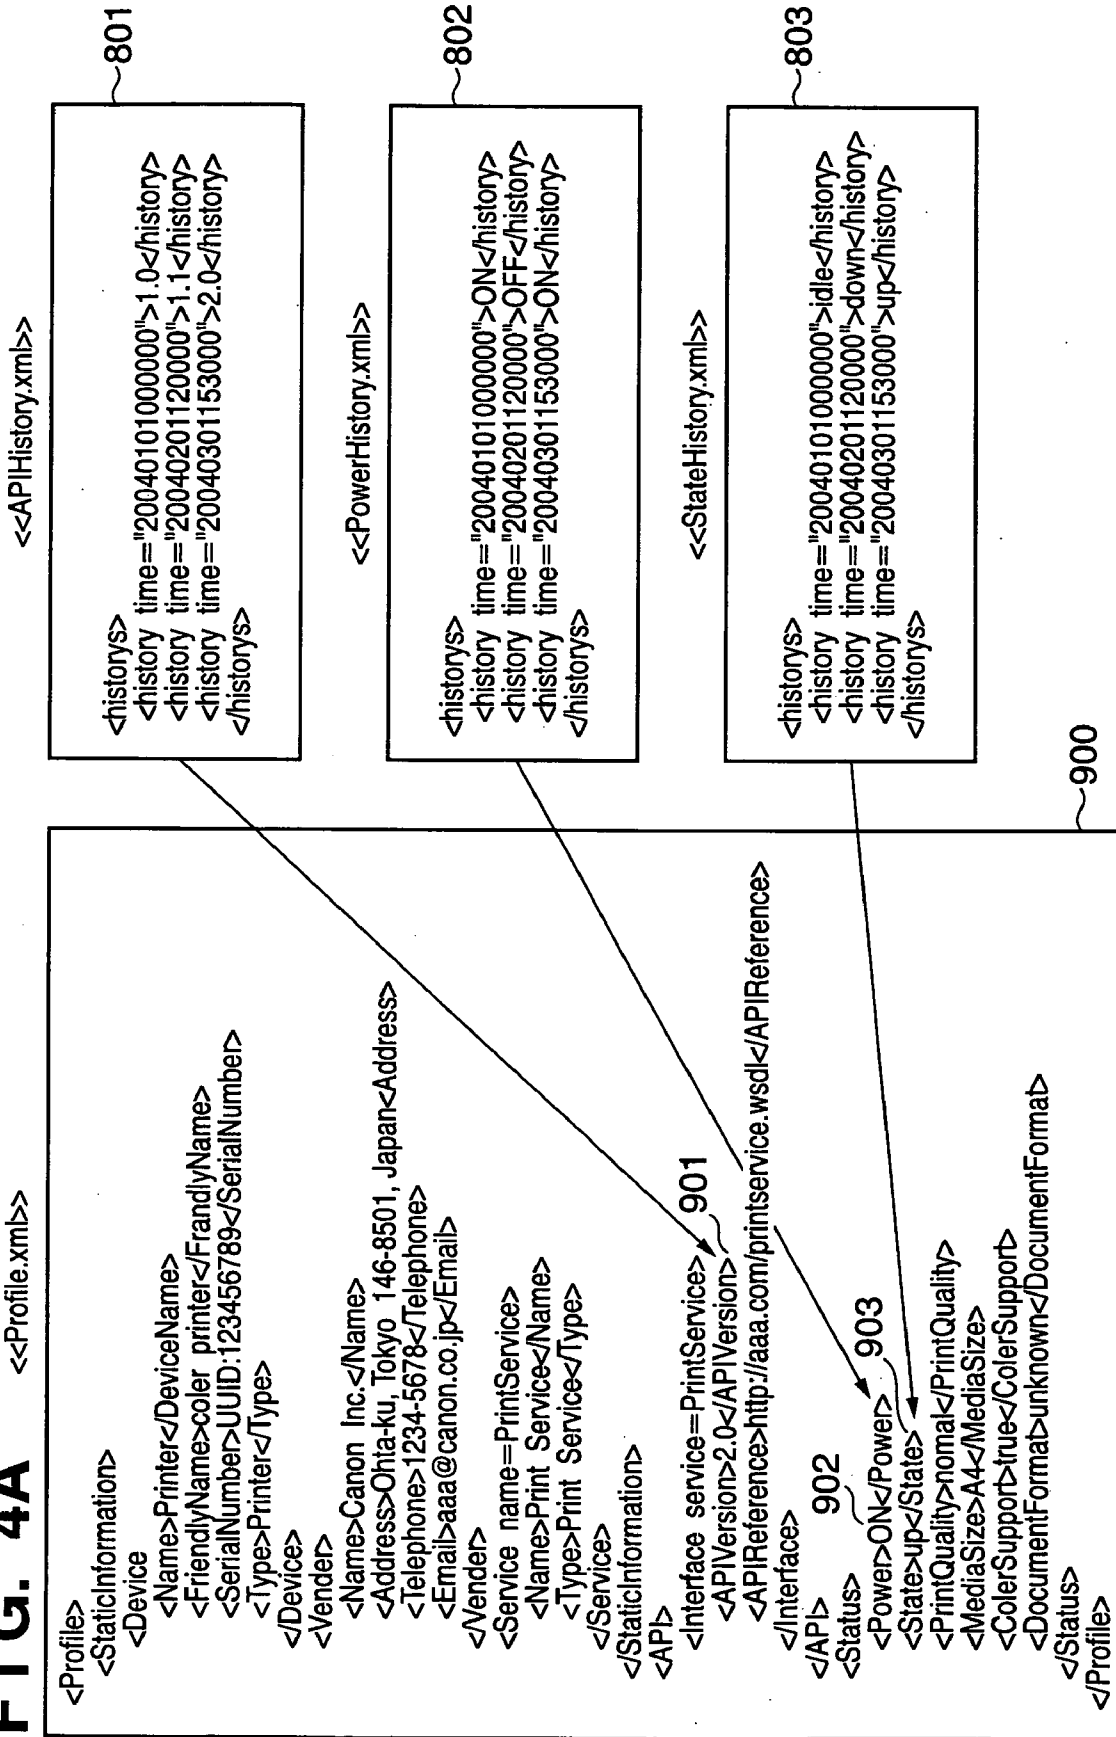 FIG. 4A
<<Profile.xml>>
<Profile>
<StaticInformation>
<Device
<Name>Printer</DeviceName>
<FriendlyName>coler printer</FrandlyName>
<SerialNumber>UUID:123456789</SerialNumber>
<Type>Printer</Type>
</Device>
<Vender>
<Name>Canon Inc.</Name>
<Address>Ohta-ku, Tokyo 146-8501, Japan<Address>
<Telephone>1234-5678</Telephone>
<Email>aaa@canon.co.jp</Email>
</Vender>
<Service name=PrintService>
<Name>Print Service</Name>
<Type>Print Service</Type>
</Service>
</StaticInformation>
<API>
<Interface service=PrintService>
901
<APIVersion>2.0</APIVersion>
<APIReference>http://aaa.com/printservice.wsdl</APIReference>
</Interface>
</API>
<Status>
902
<Power>ON</Power>
903
<State>up</State>
<PrintQuality>nomal</PrintQuality>
<MediaSize>A4</MediaSize>
<ColerSupport>true</ColerSupport>
<DocumentFormat>unknown</DocumentFormat>
</Status>
</Profile>
900
<<APIHistory.xml>>
801
<historys>
<history time="20040101000000">1.0</history>
<history time="20040201120000">1.1</history>
<history time="20040301153000">2.0</history>
</historys>
<<PowerHistory.xml>>
802
<historys>
<history time="20040101000000">ON</history>
<history time="20040201120000">OFF</history>
<history time="20040301153000">ON</history>
</historys>
<<StateHistory.xml>>
803
<historys>
<history time="20040101000000">idle</history>
<history time="20040201120000">down</history>
<history time="20040301153000">up</history>
</historys>